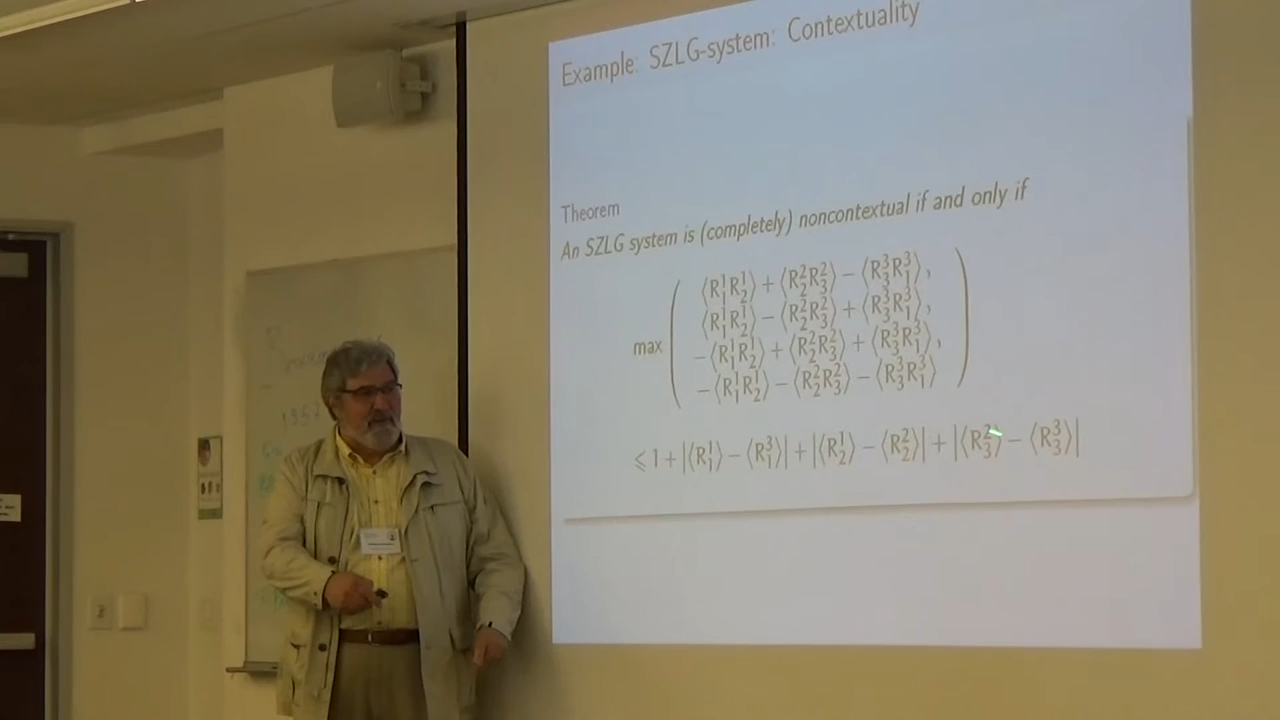 Example: SZLG-system: Contextuality
Theorem
An SZLG system is (completely) noncontextual if and only if
max ( ⟨R₁¹R₂¹⟩ + ⟨R₂²R₃²⟩ − ⟨R₃³R₁³⟩,
⟨R₁¹R₂¹⟩ − ⟨R₂²R₃²⟩ + ⟨R₃³R₁³⟩,
−⟨R₁¹R₂¹⟩ + ⟨R₂²R₃²⟩ + ⟨R₃³R₁³⟩,
−⟨R₁¹R₂¹⟩ − ⟨R₂²R₃²⟩ − ⟨R₃³R₁³⟩ )
⩽ 1 + |⟨R₁¹⟩ − ⟨R₁³⟩| + |⟨R₂¹⟩ − ⟨R₂²⟩| + |⟨R₃²⟩ − ⟨R₃³⟩|